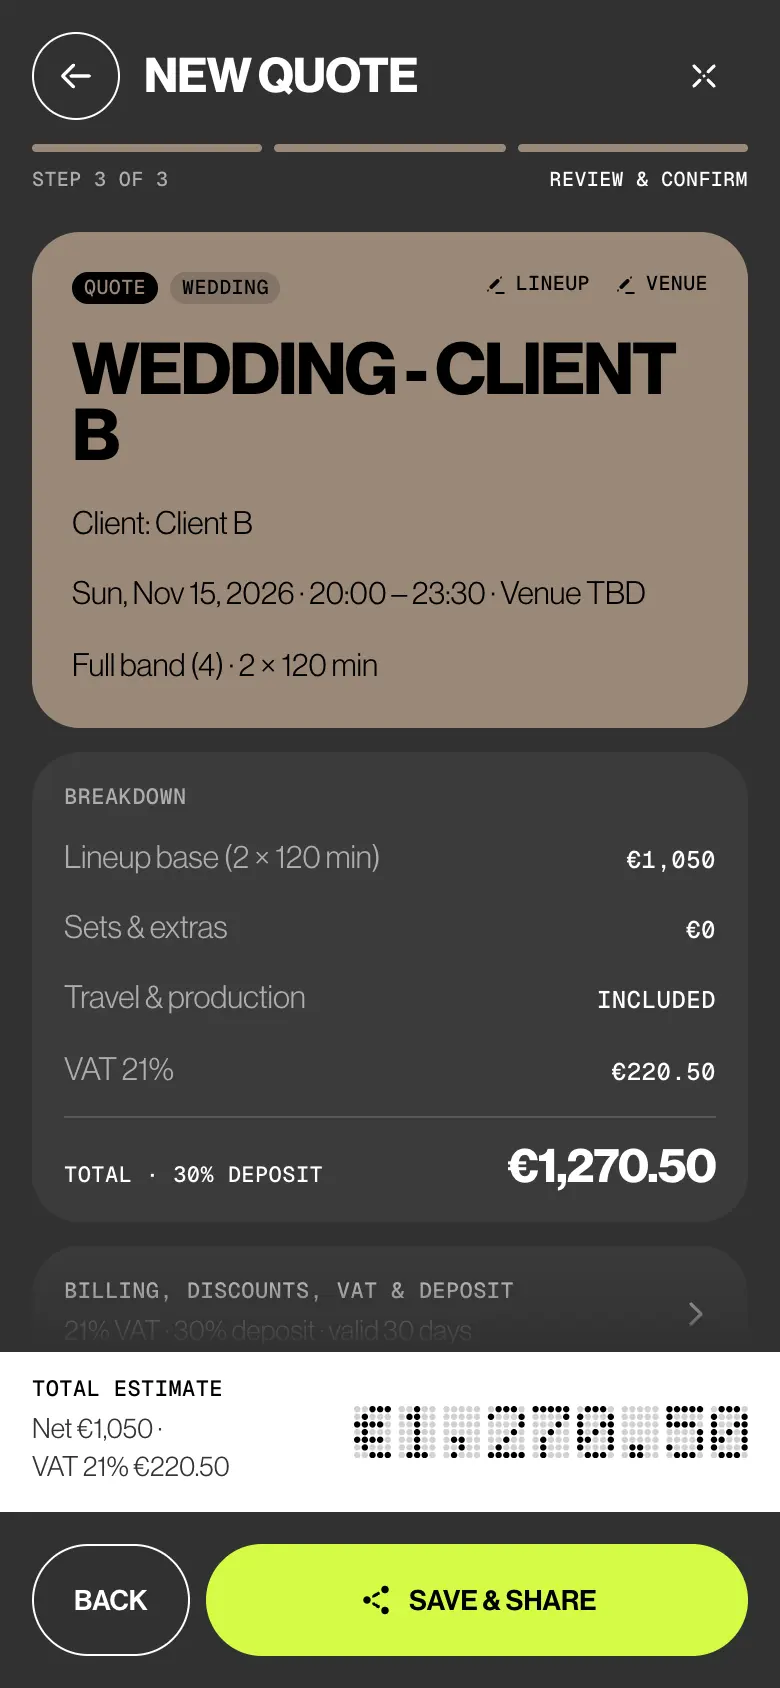 NEW QUOTE
STEP 3 OF 3
REVIEW & CONFIRM
QUOTE WEDDING
LINEUP VENUE
WEDDING - CLIENT
B
Client: Client B
Sun, Nov 15, 2026 · 20:00 – 23:30 · Venue TBD
Full band (4) · 2 × 120 min
BREAKDOWN
Lineup base (2 × 120 min) €1,050
Sets & extras €0
Travel & production INCLUDED
VAT 21% €220.50
TOTAL · 30% DEPOSIT €1,270.50
BILLING, DISCOUNTS, VAT & DEPOSIT
21% VAT · 30% deposit · valid 30 days
TOTAL ESTIMATE
Net €1,050 ·
VAT 21% €220.50
€1,270.50
BACK
SAVE & SHARE